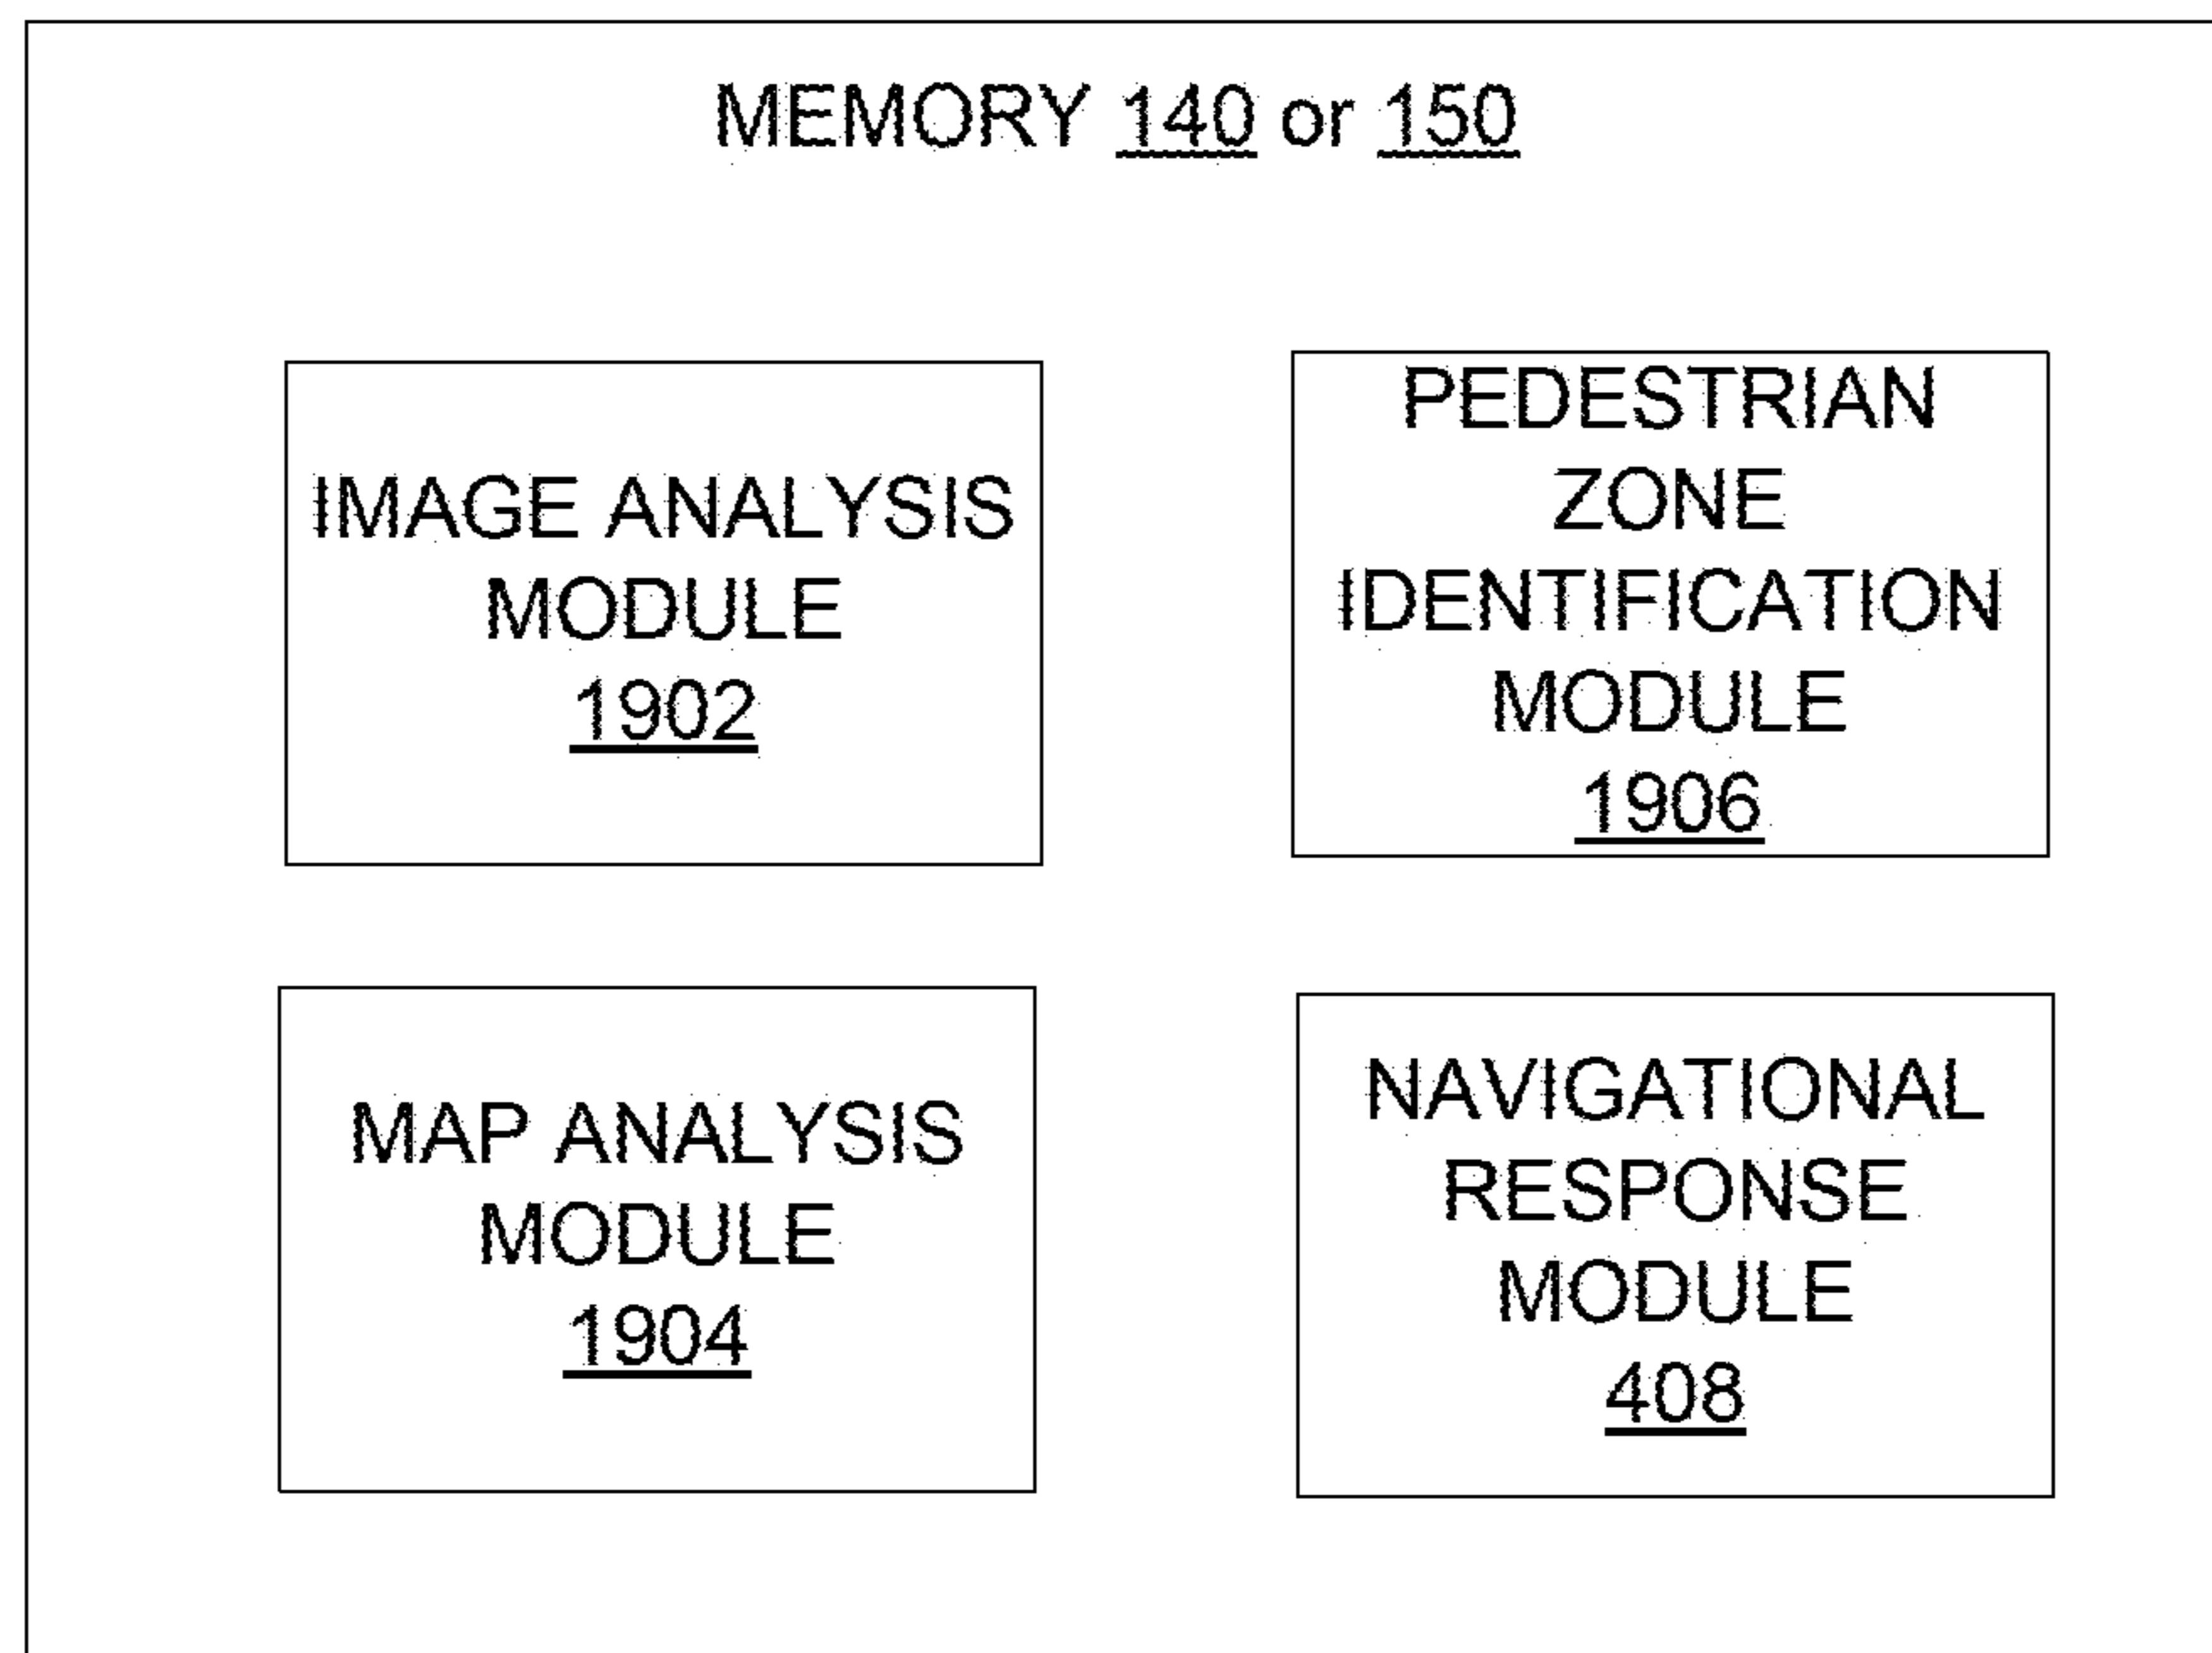 MEMORY 140 or 150
IMAGE ANALYSIS
MODULE
1902
PEDESTRIAN
ZONE
IDENTIFICATION
MODULE
1906
MAP ANALYSIS
MODULE
1904
NAVIGATIONAL
RESPONSE
MODULE
408